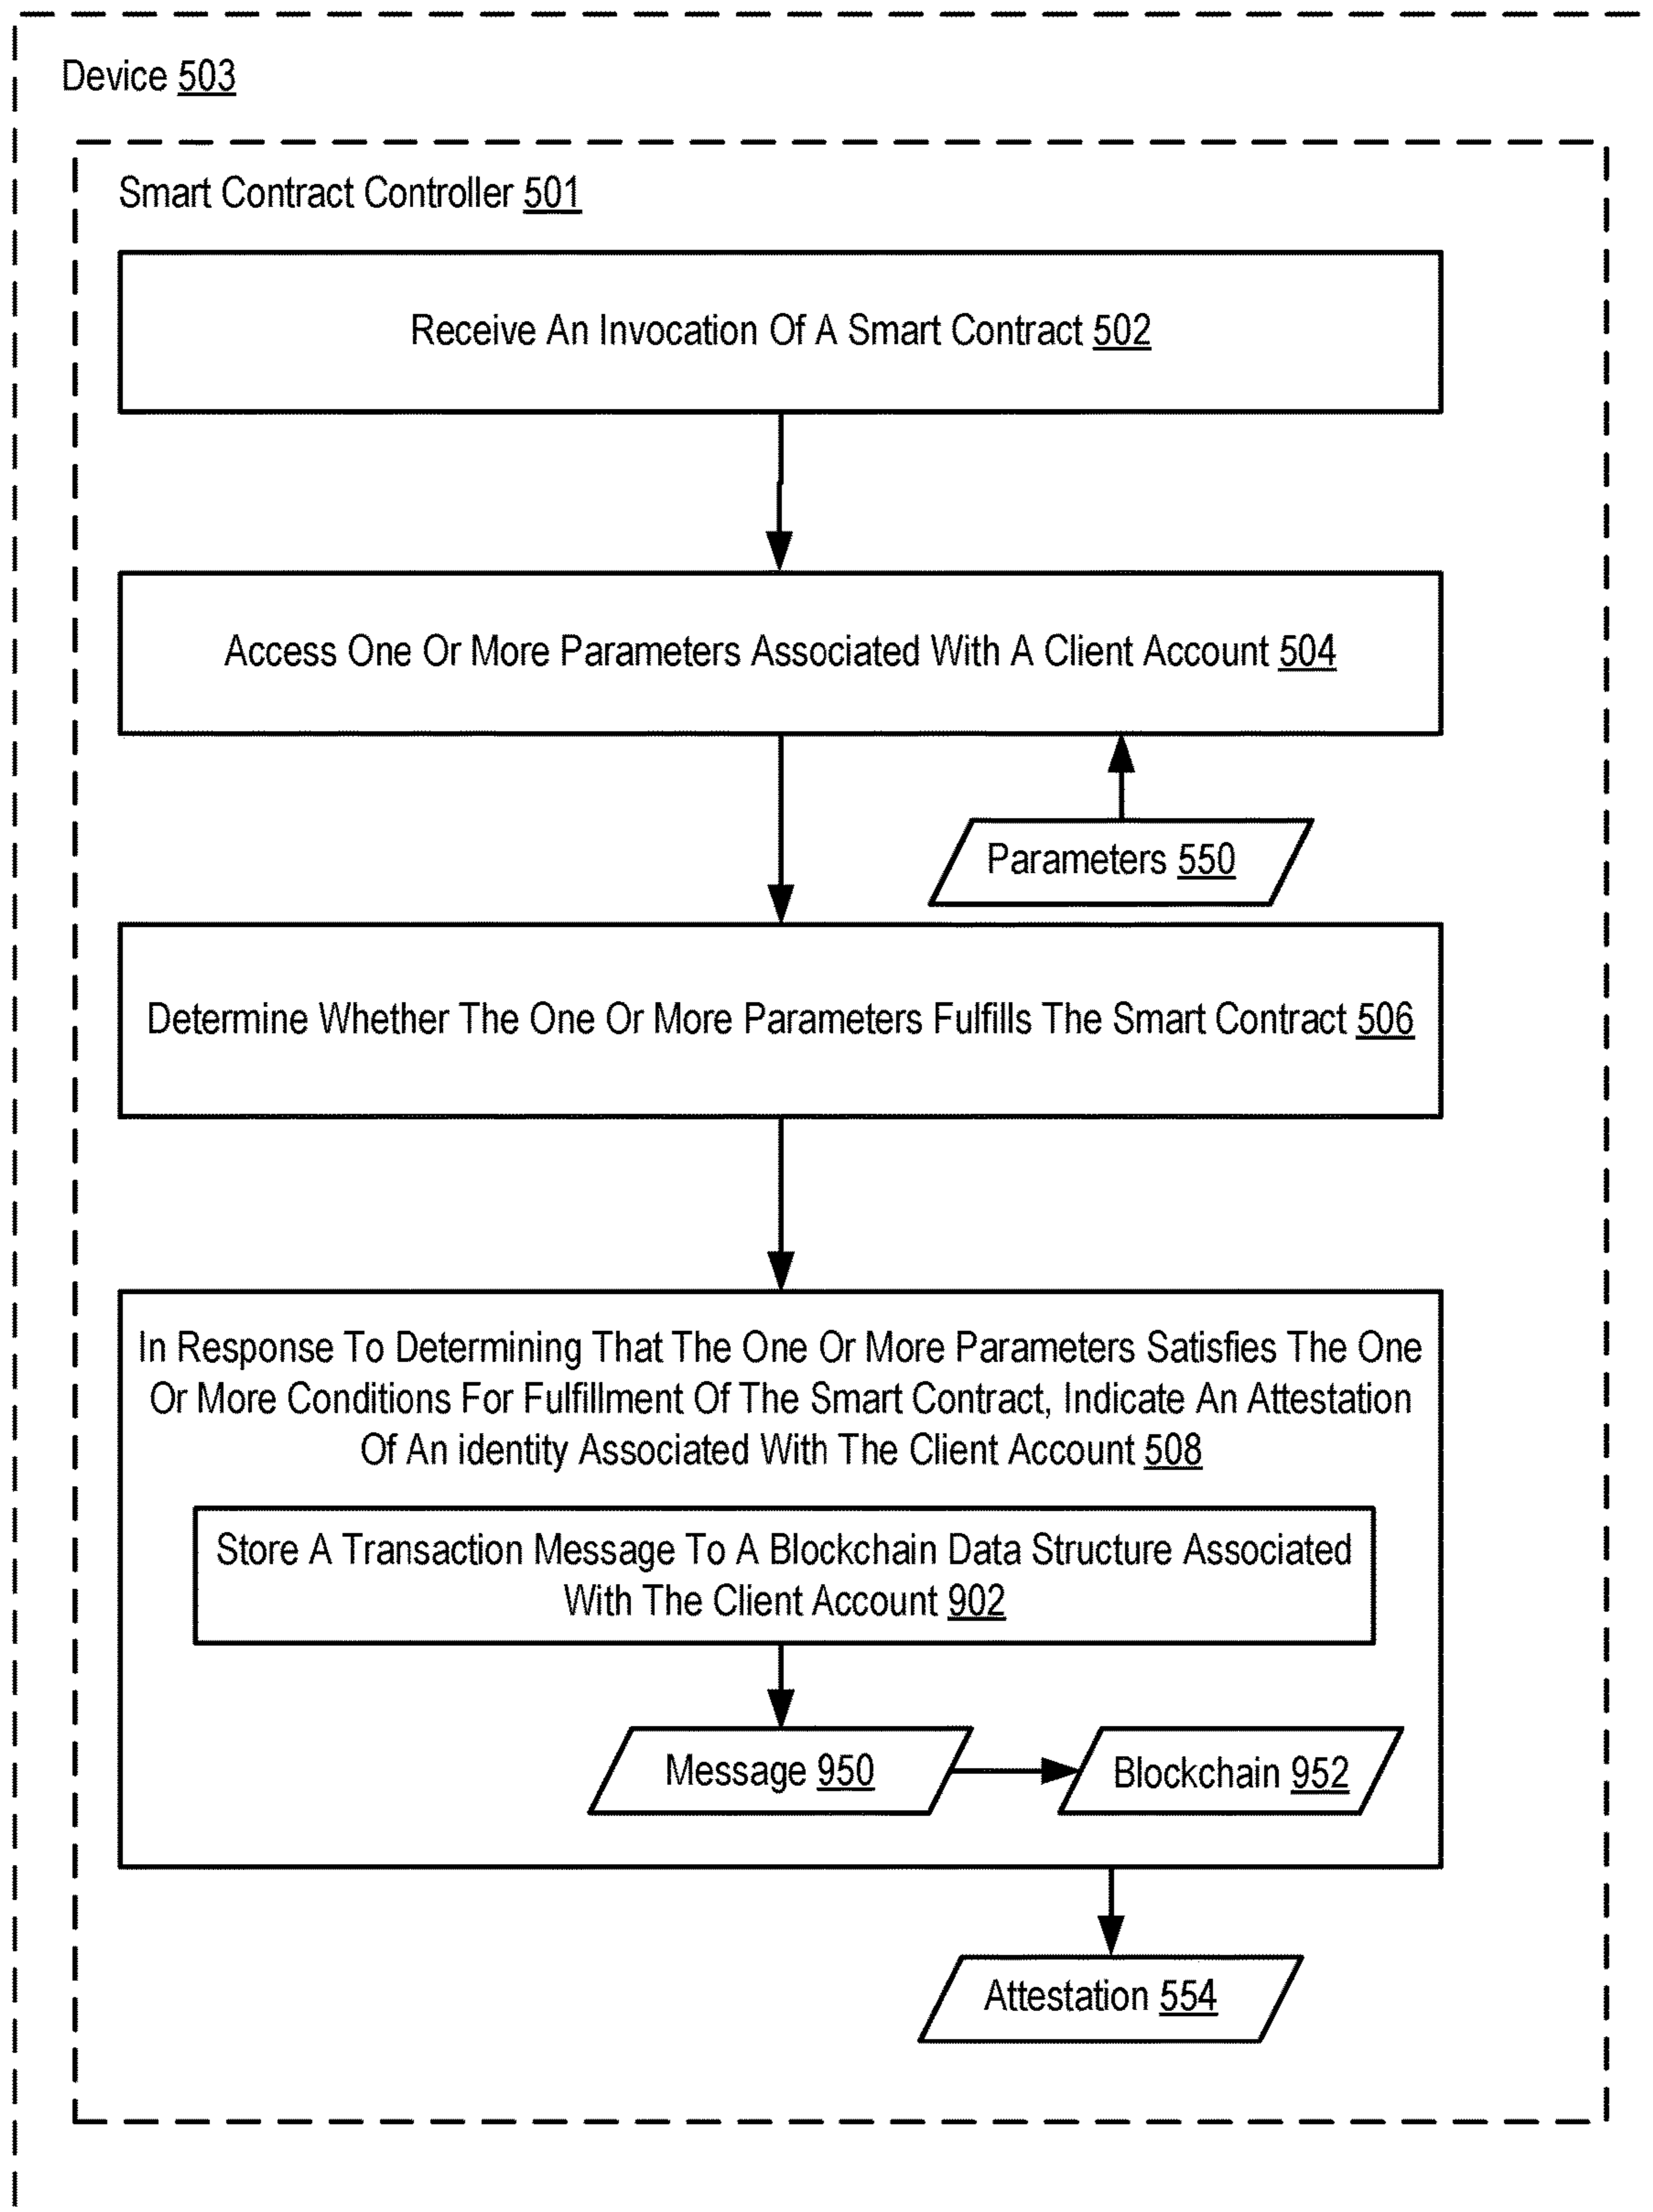 Device 503
Smart Contract Controller 501
Receive An Invocation Of A Smart Contract 502
Access One Or More Parameters Associated With A Client Account 504
Parameters 550
Determine Whether The One Or More Parameters Fulfills The Smart Contract 506
In Response To Determining That The One Or More Parameters Satisfies The One
Or More Conditions For Fulfillment Of The Smart Contract, Indicate An Attestation
Of An identity Associated With The Client Account 508
Store A Transaction Message To A Blockchain Data Structure Associated
With The Client Account 902
Message 950
Blockchain 952
Attestation 554